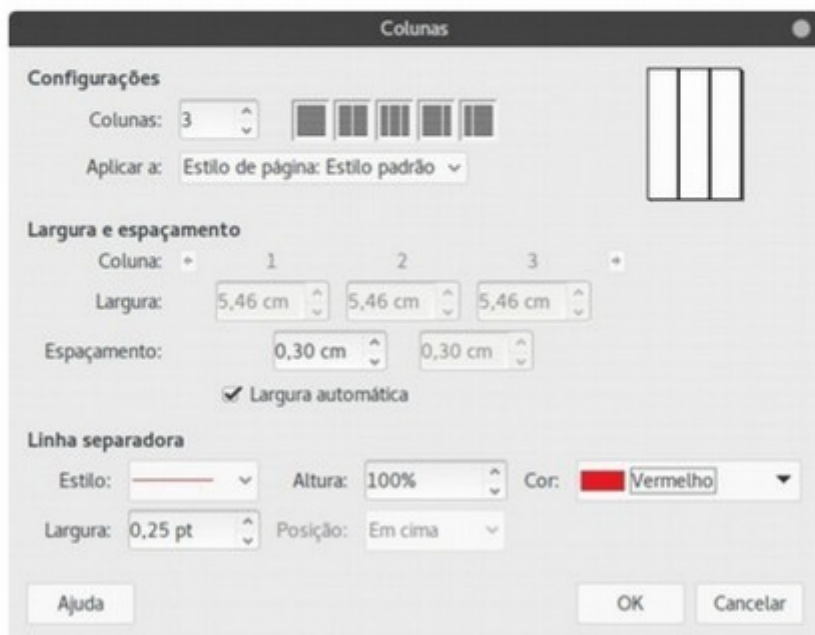 Colunas
Configurações
Colunas: 3
Aplicar a: Estilo de página: Estilo padrão
Largura e espaçamento
Coluna: 1 2 3
Largura: 5,46 cm 5,46 cm 5,46 cm
Espaçamento: 0,30 cm 0,30 cm
Largura automática
Linha separadora
Estilo: Altura: 100% Cor: Vermelho
Largura: 0,25 pt Posição: Em cima
Ajuda OK Cancelar